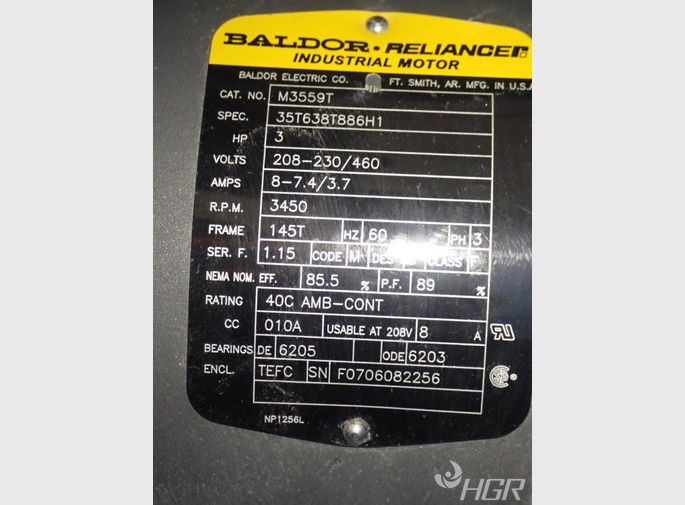 BALDOR • RELIANCER
INDUSTRIAL MOTOR
BALDOR ELECTRIC CO. FT. SMITH, AR. MFG. IN U.S.A.
CAT. NO. M3559T
SPEC. 35T638T886H1
HP 3
VOLTS 208-230/460
AMPS 8-7.4/3.7
R.P.M. 3450
FRAME 145T HZ 60 PH 3
SER. F. 1.15 CODE M DES CLASS F
NEMA NOM. EFF. 85.5 % P.F. 89 %
RATING 40C AMB-CONT
CC 010A USABLE AT 208V 8 A
BEARINGS DE 6205 ODE 6203
ENCL. TEFC SN F0706082256
NP1256L
HGR